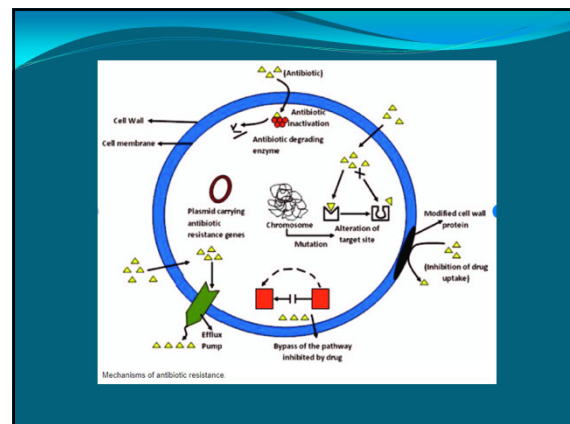 (Antibiotic)
Antibiotic
inactivation
Cell Wall
Antibiotic degrading
enzyme
Cell membrane
Plasmid carrying
antibiotic
resistance genes
Chromosome
Mutation
Alteration of
target site
Modified cell wall
protein
(Inhibition of drug
uptake)
Efflux
Pump
Bypass of the pathway
inhibited by drug
Mechanisms of antibiotic resistance.